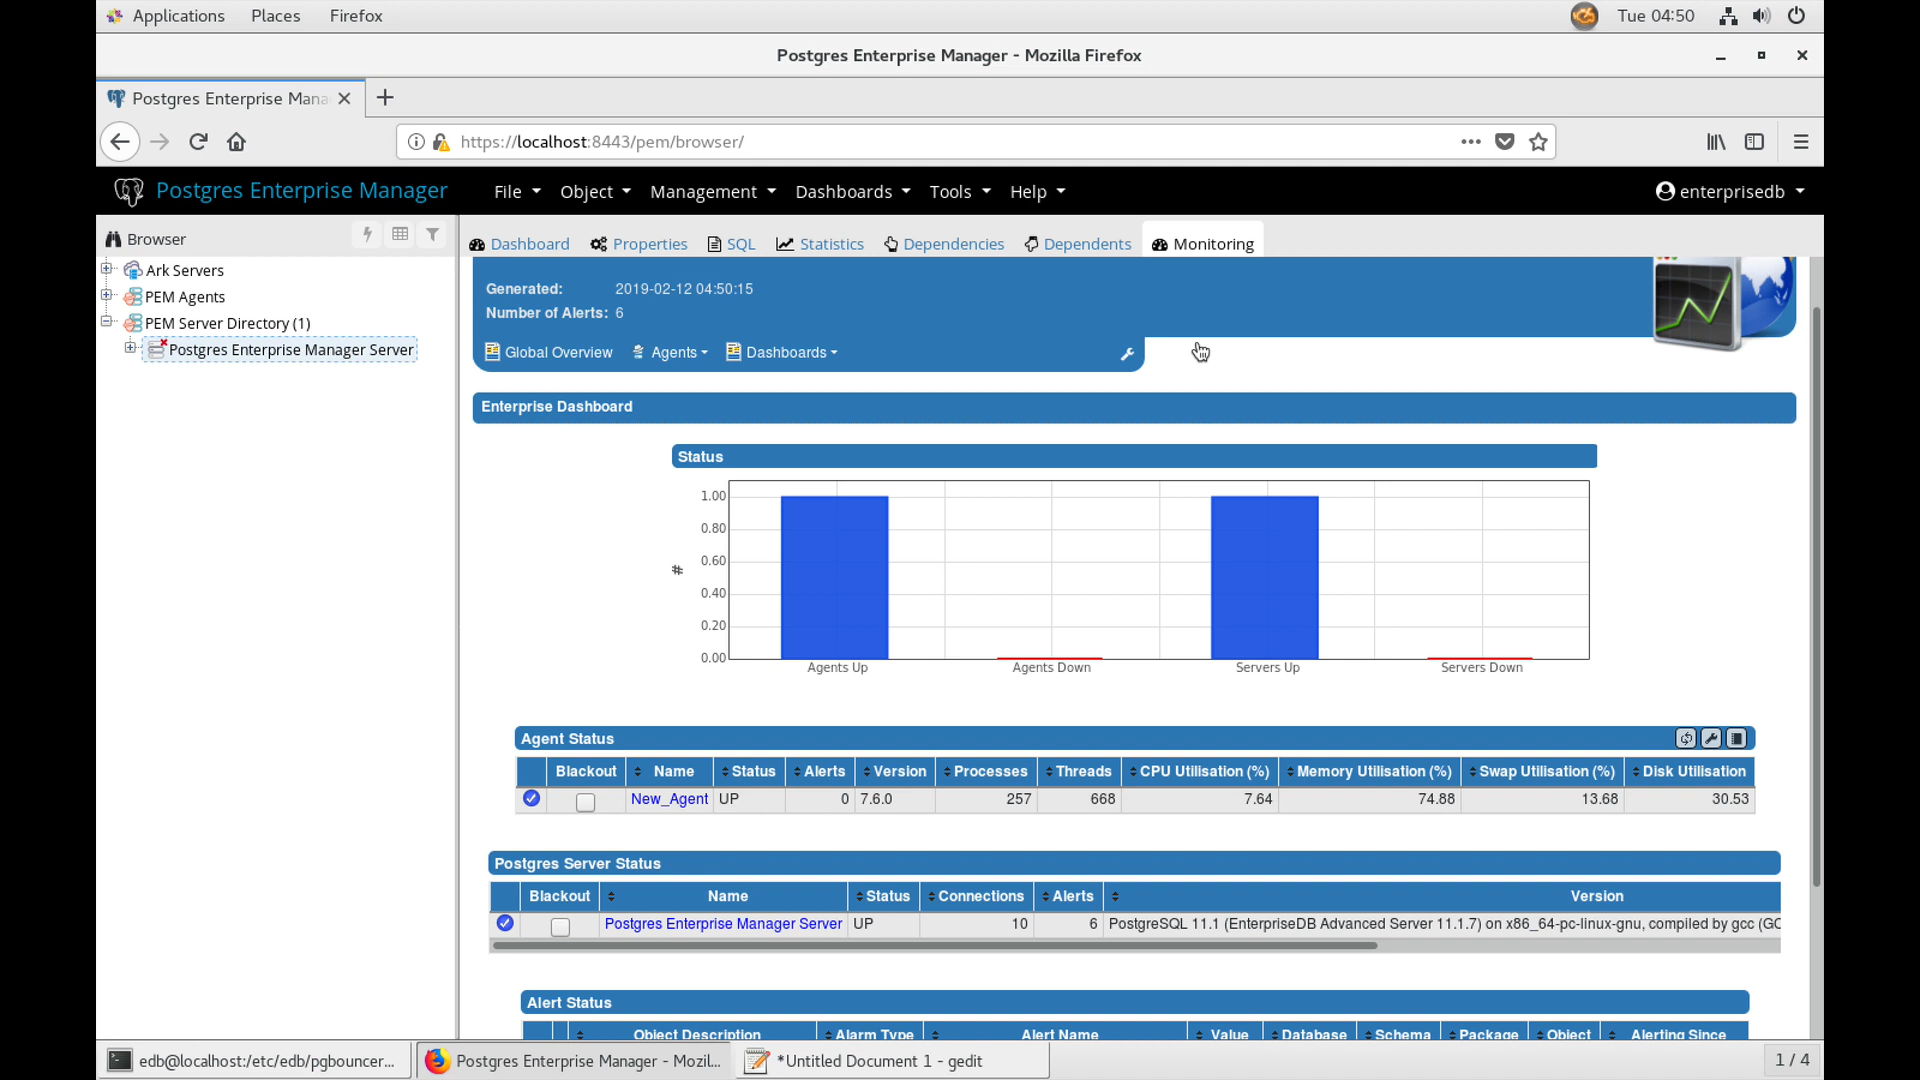 Applications Places Firefox Tue 04:50
Postgres Enterprise Manager - Mozilla Firefox
Postgres Enterprise Mana
https://localhost:8443/pem/browser/
Postgres Enterprise Manager File Object Management Dashboards Tools Help enterprisedb
Browser
Dashboard Properties SQL Statistics Dependencies Dependents Monitoring
Ark Servers
PEM Agents
PEM Server Directory (1)
Postgres Enterprise Manager Server
Generated: 2019-02-12 04:50:15
Number of Alerts: 6
Global Overview Agents Dashboards
Enterprise Dashboard
Status
1.00
0.80
0.60
#
0.40
0.20
0.00
Agents Up Agents Down Servers Up Servers Down
Agent Status
Blackout Name Status Alerts Version Processes Threads CPU Utilisation (%) Memory Utilisation (%) Swap Utilisation (%) Disk Utilisation
New_Agent UP 0 7.6.0 257 668 7.64 74.88 13.68 30.53
Postgres Server Status
Blackout Name Status Connections Alerts Version
Postgres Enterprise Manager Server UP 10 6 PostgreSQL 11.1 (EnterpriseDB Advanced Server 11.1.7) on x86_64-pc-linux-gnu, compiled by gcc (GC
Alert Status
Object Description Alarm Type Alert Name Value Database Schema Package Object Alerting Since
edb@localhost:/etc/edb/pgbouncer... Postgres Enterprise Manager - Mozil... *Untitled Document 1 - gedit 1 / 4